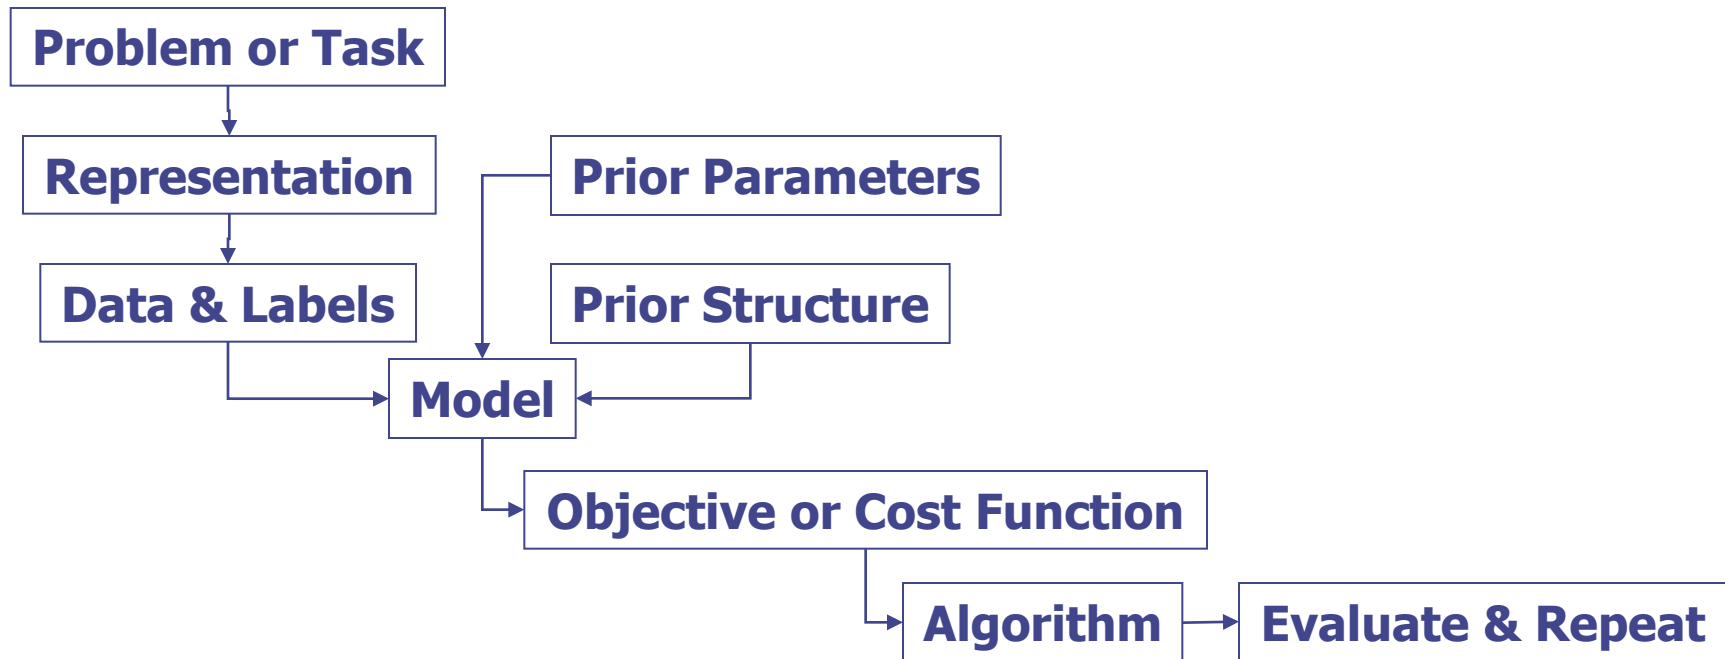 Problem or Task
Representation
Prior Parameters
Data & Labels
Prior Structure
Model
Objective or Cost Function
Algorithm
Evaluate & Repeat